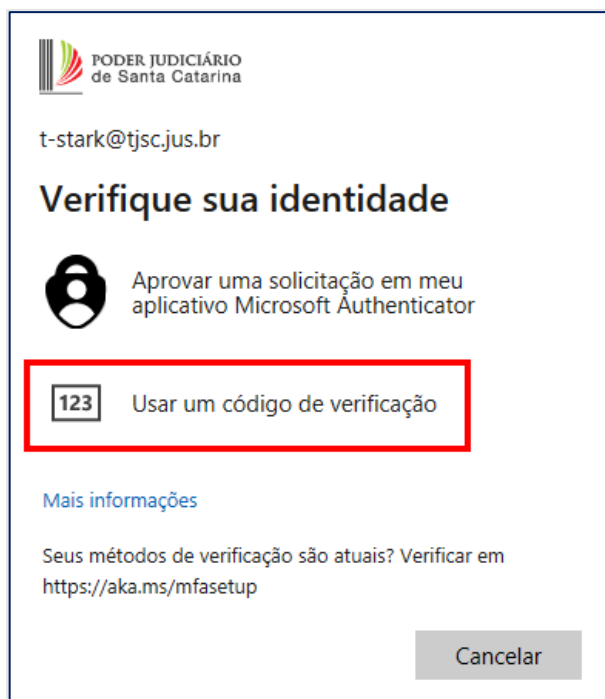 PODER JUDICIÁRIO
de Santa Catarina
t-stark@tjsc.jus.br
Verifique sua identidade
Aprovar uma solicitação em meu
aplicativo Microsoft Authenticator
123 Usar um código de verificação
Mais informações
Seus métodos de verificação são atuais? Verificar em
https://aka.ms/mfasetup
Cancelar